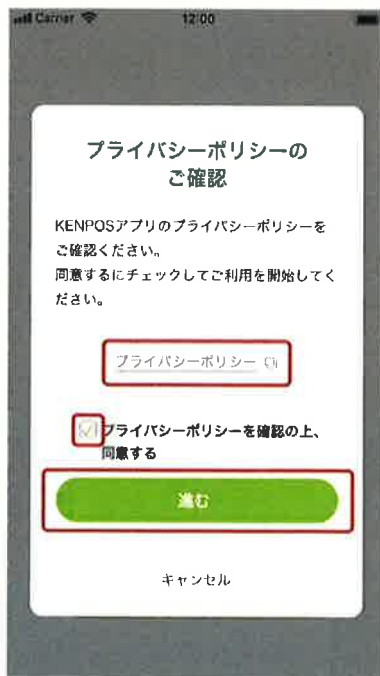 Carrier 12:00
プライバシーポリシーの
ご確認
KENPOSアプリのプライバシーポリシーを
ご確認ください。
同意するにチェックしてご利用を開始してく
ださい。
プライバシーポリシー
プライバシーポリシーを確認の上、
同意する
進む
キャンセル